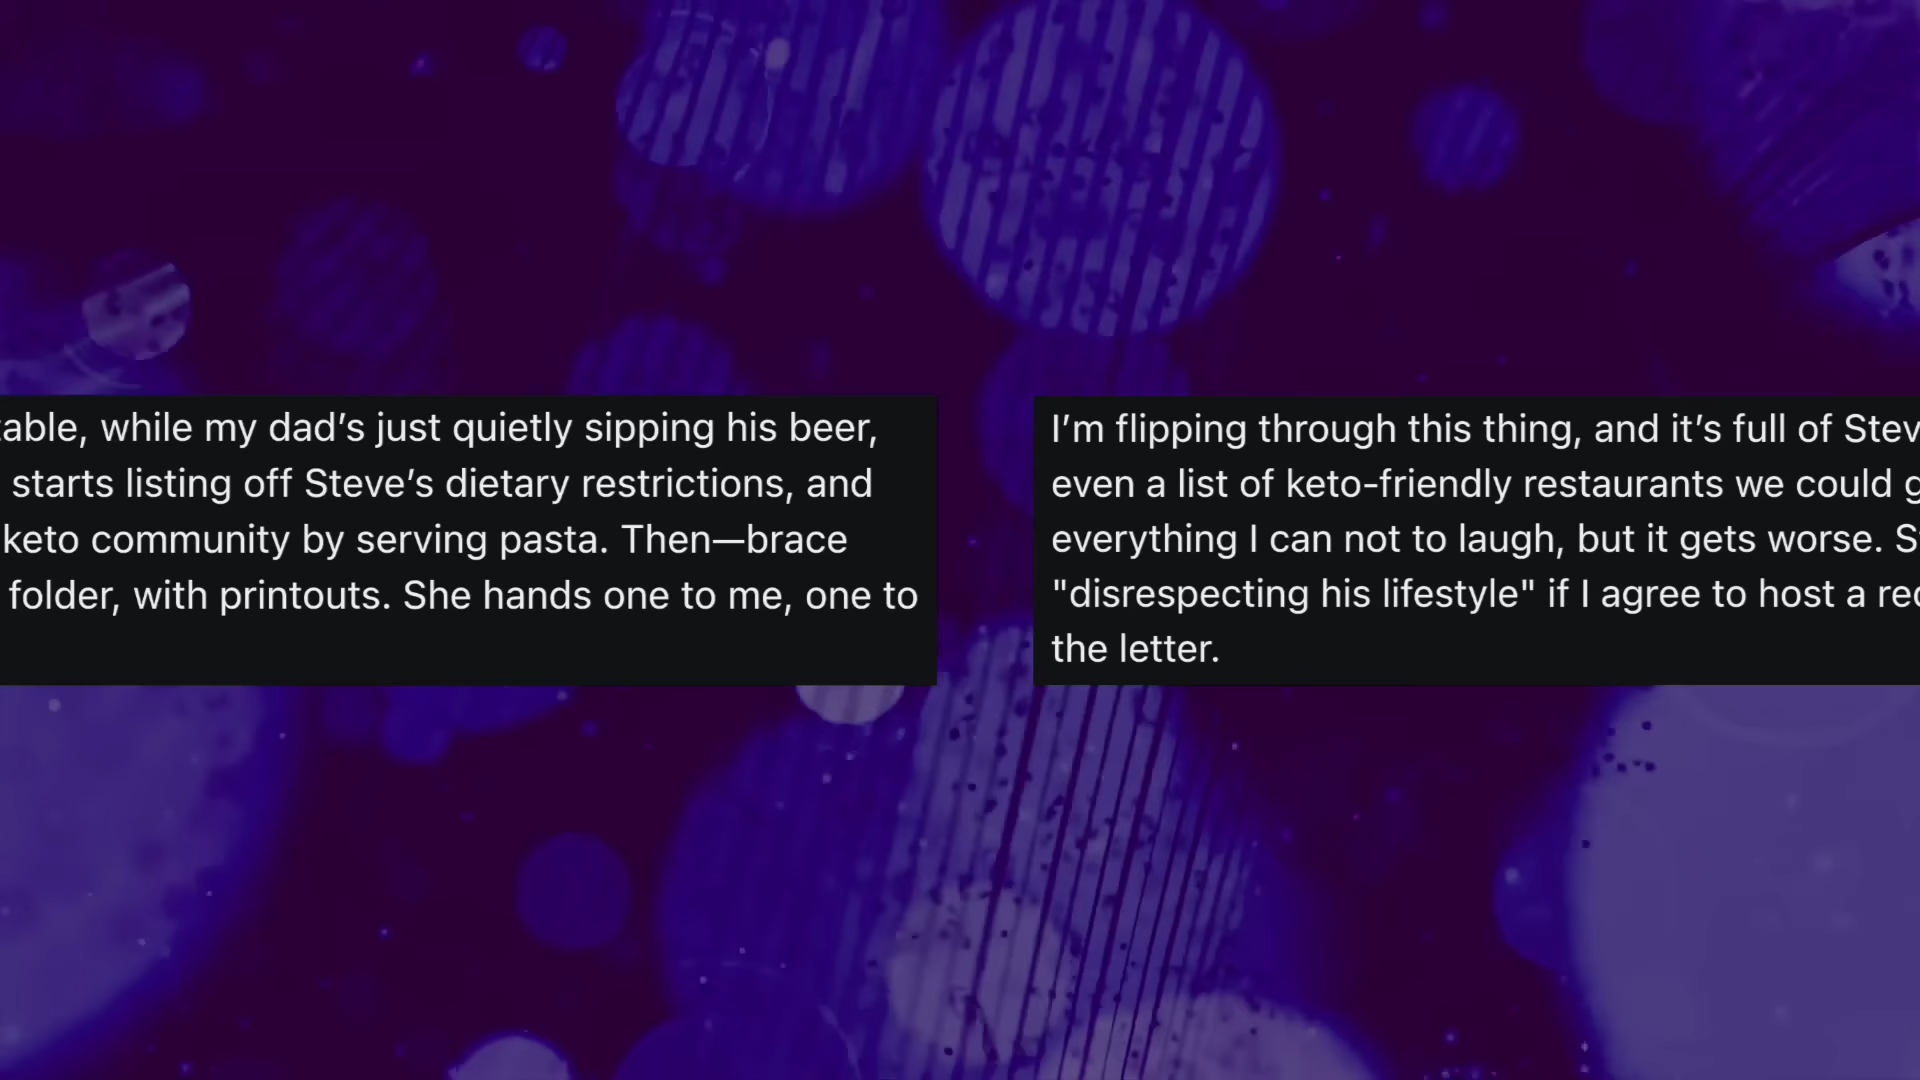 table, while my dad’s just quietly sipping his beer,
starts listing off Steve’s dietary restrictions, and
keto community by serving pasta. Then—brace
folder, with printouts. She hands one to me, one to
I’m flipping through this thing, and it’s full of
even a list of keto-friendly restaurants we could
everything I can not to laugh, but it gets worse.
"disrespecting his lifestyle" if I agree to host a
the letter.